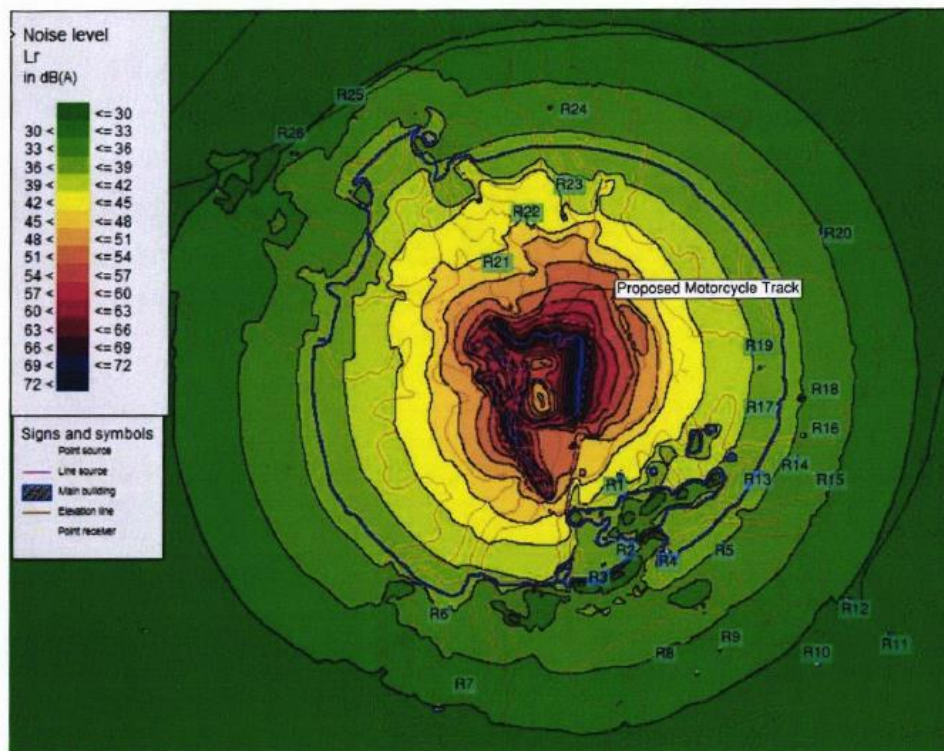 Noise level
Lr
in dB(A)
<= 30
30 < <= 33
33 < <= 36
36 < <= 39
39 < <= 42
42 < <= 45
45 < <= 48
48 < <= 51
51 < <= 54
54 < <= 57
57 < <= 60
60 < <= 63
63 < <= 66
66 < <= 69
69 < <= 72
72 <
Signs and symbols
Point source
Line source
Main building
Elevation line
Point receiver
R25
R24
R26
R23
R22
R20
R21
Proposed Motorcycle Track
R19
R18
R17
R16
R14
R13
R15
R1
R2
R5
R4
R3
R6
R12
R9
R11
R8
R10
R7